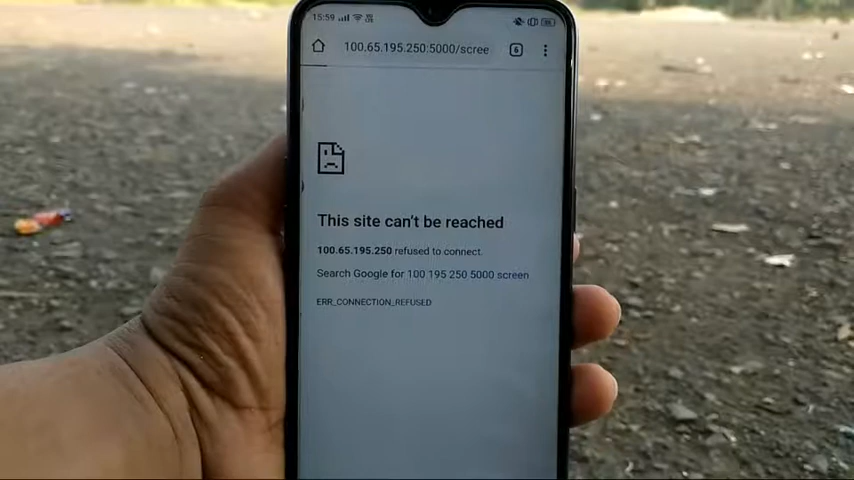 15:59
100.65.195.250:5000/scree
6
This site can't be reached
100.65.195.250 refused to connect.
Search Google for 100 195 250 5000 screen
ERR_CONNECTION_REFUSED